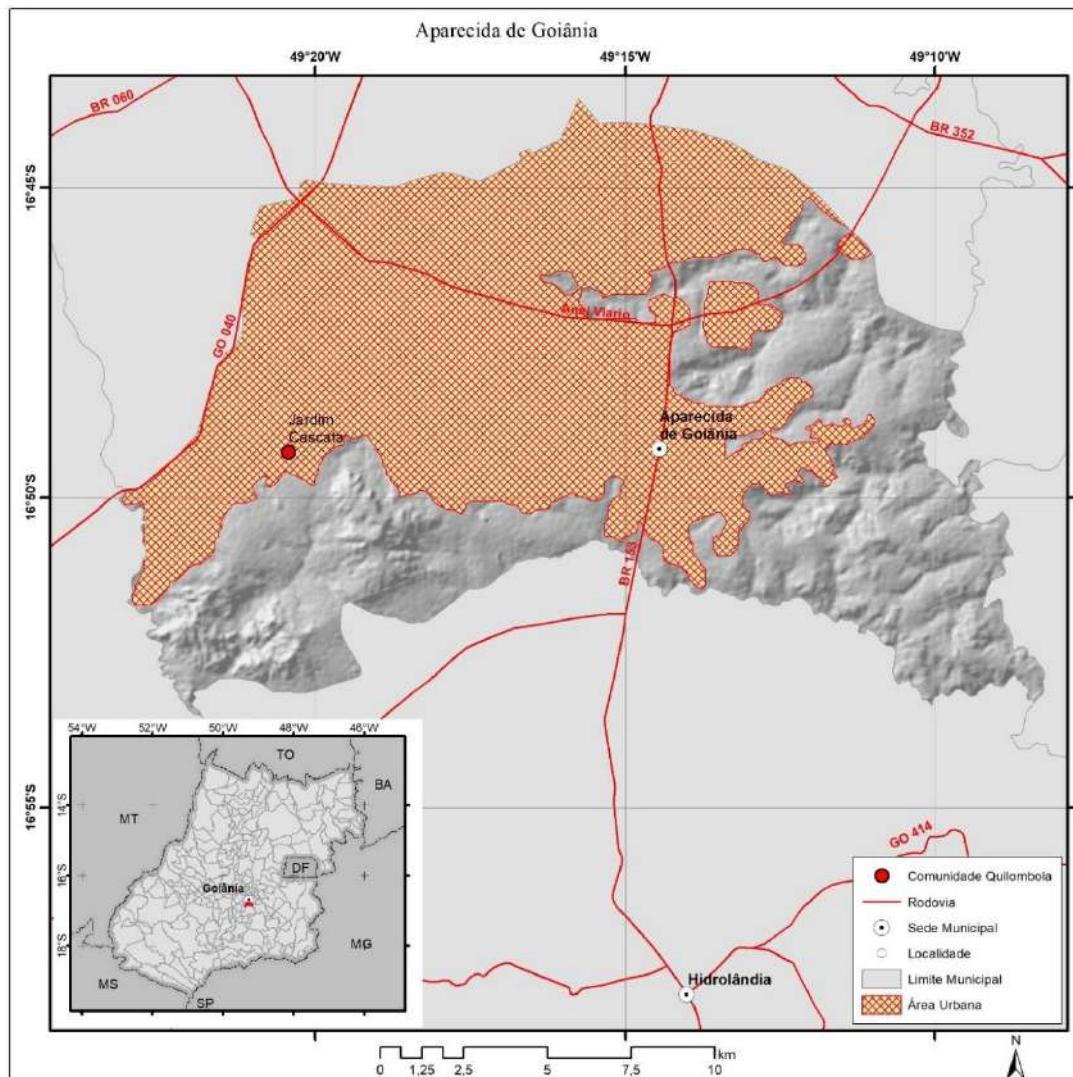 Aparecida de Goiânia
49°20'W
49°15'W
49°10'W
BR 060
BR 352
16°45'S
GO 040
Anel Viario
Jardim
Cascata
Aparecida
de Goiânia
16°50'S
BR 153
16°55'S
GO 414
Hidrolândia
54°W
52°W
50°W
48°W
46°W
TO
BA
MT
14°S
DF
16°S
Goiânia
18°S
MG
MS
SP
Comunidade Quilombola
Rodovia
Sede Municipal
Localidade
Limite Municipal
Área Urbana
0 1,25 2,5 5 7,5 10 km
N